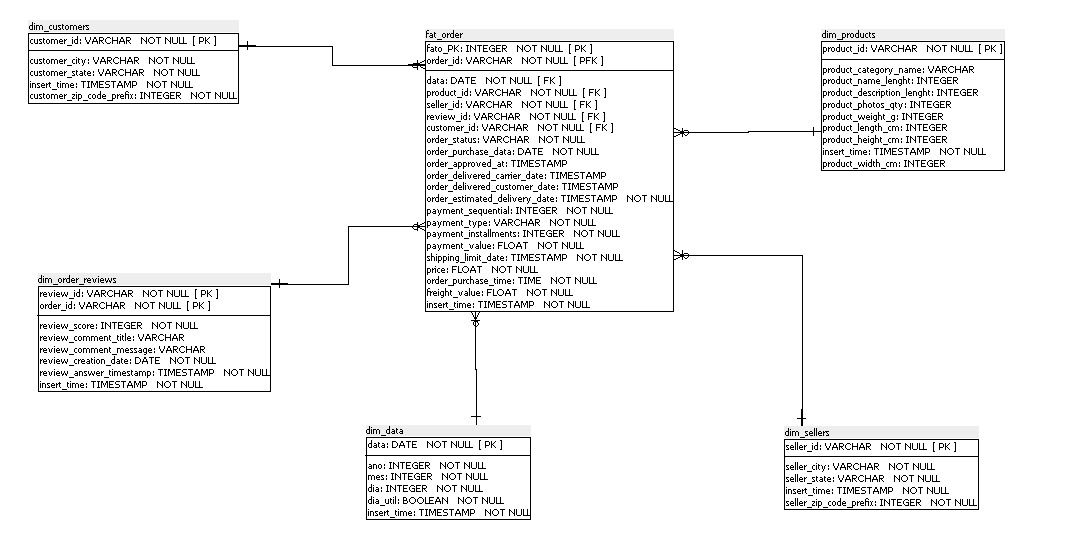 dim_customers
customer_id: VARCHAR NOT NULL [ PK ]
customer_city: VARCHAR NOT NULL
customer_state: VARCHAR NOT NULL
insert_time: TIMESTAMP NOT NULL
customer_zip_code_prefix: INTEGER NOT NULL
fat_order
fato_PK: INTEGER NOT NULL [ PK ]
order_id: VARCHAR NOT NULL [ PFK ]
data: DATE NOT NULL [ FK ]
product_id: VARCHAR NOT NULL [ FK ]
seller_id: VARCHAR NOT NULL [ FK ]
review_id: VARCHAR NOT NULL [ FK ]
customer_id: VARCHAR NOT NULL [ FK ]
order_status: VARCHAR NOT NULL
order_purchase_data: DATE NOT NULL
order_approved_at: TIMESTAMP
order_delivered_carrier_date: TIMESTAMP
order_delivered_customer_date: TIMESTAMP
order_estimated_delivery_date: TIMESTAMP NOT NULL
payment_sequential: INTEGER NOT NULL
payment_type: VARCHAR NOT NULL
payment_installments: INTEGER NOT NULL
payment_value: FLOAT NOT NULL
shipping_limit_date: TIMESTAMP NOT NULL
price: FLOAT NOT NULL
order_purchase_time: TIME NOT NULL
freight_value: FLOAT NOT NULL
insert_time: TIMESTAMP NOT NULL
dim_products
product_id: VARCHAR NOT NULL [ PK ]
product_category_name: VARCHAR
product_name_lenght: INTEGER
product_description_lenght: INTEGER
product_photos_qty: INTEGER
product_weight_g: INTEGER
product_length_cm: INTEGER
product_height_cm: INTEGER
insert_time: TIMESTAMP NOT NULL
product_width_cm: INTEGER
dim_order_reviews
review_id: VARCHAR NOT NULL [ PK ]
order_id: VARCHAR NOT NULL [ PK ]
review_score: INTEGER NOT NULL
review_comment_title: VARCHAR
review_comment_message: VARCHAR
review_creation_date: DATE NOT NULL
review_answer_timestamp: TIMESTAMP NOT NULL
insert_time: TIMESTAMP NOT NULL
dim_data
data: DATE NOT NULL [ PK ]
ano: INTEGER NOT NULL
mes: INTEGER NOT NULL
dia: INTEGER NOT NULL
dia_util: BOOLEAN NOT NULL
insert_time: TIMESTAMP NOT NULL
dim_sellers
seller_id: VARCHAR NOT NULL [ PK ]
seller_city: VARCHAR NOT NULL
seller_state: VARCHAR NOT NULL
insert_time: TIMESTAMP NOT NULL
seller_zip_code_prefix: INTEGER NOT NULL